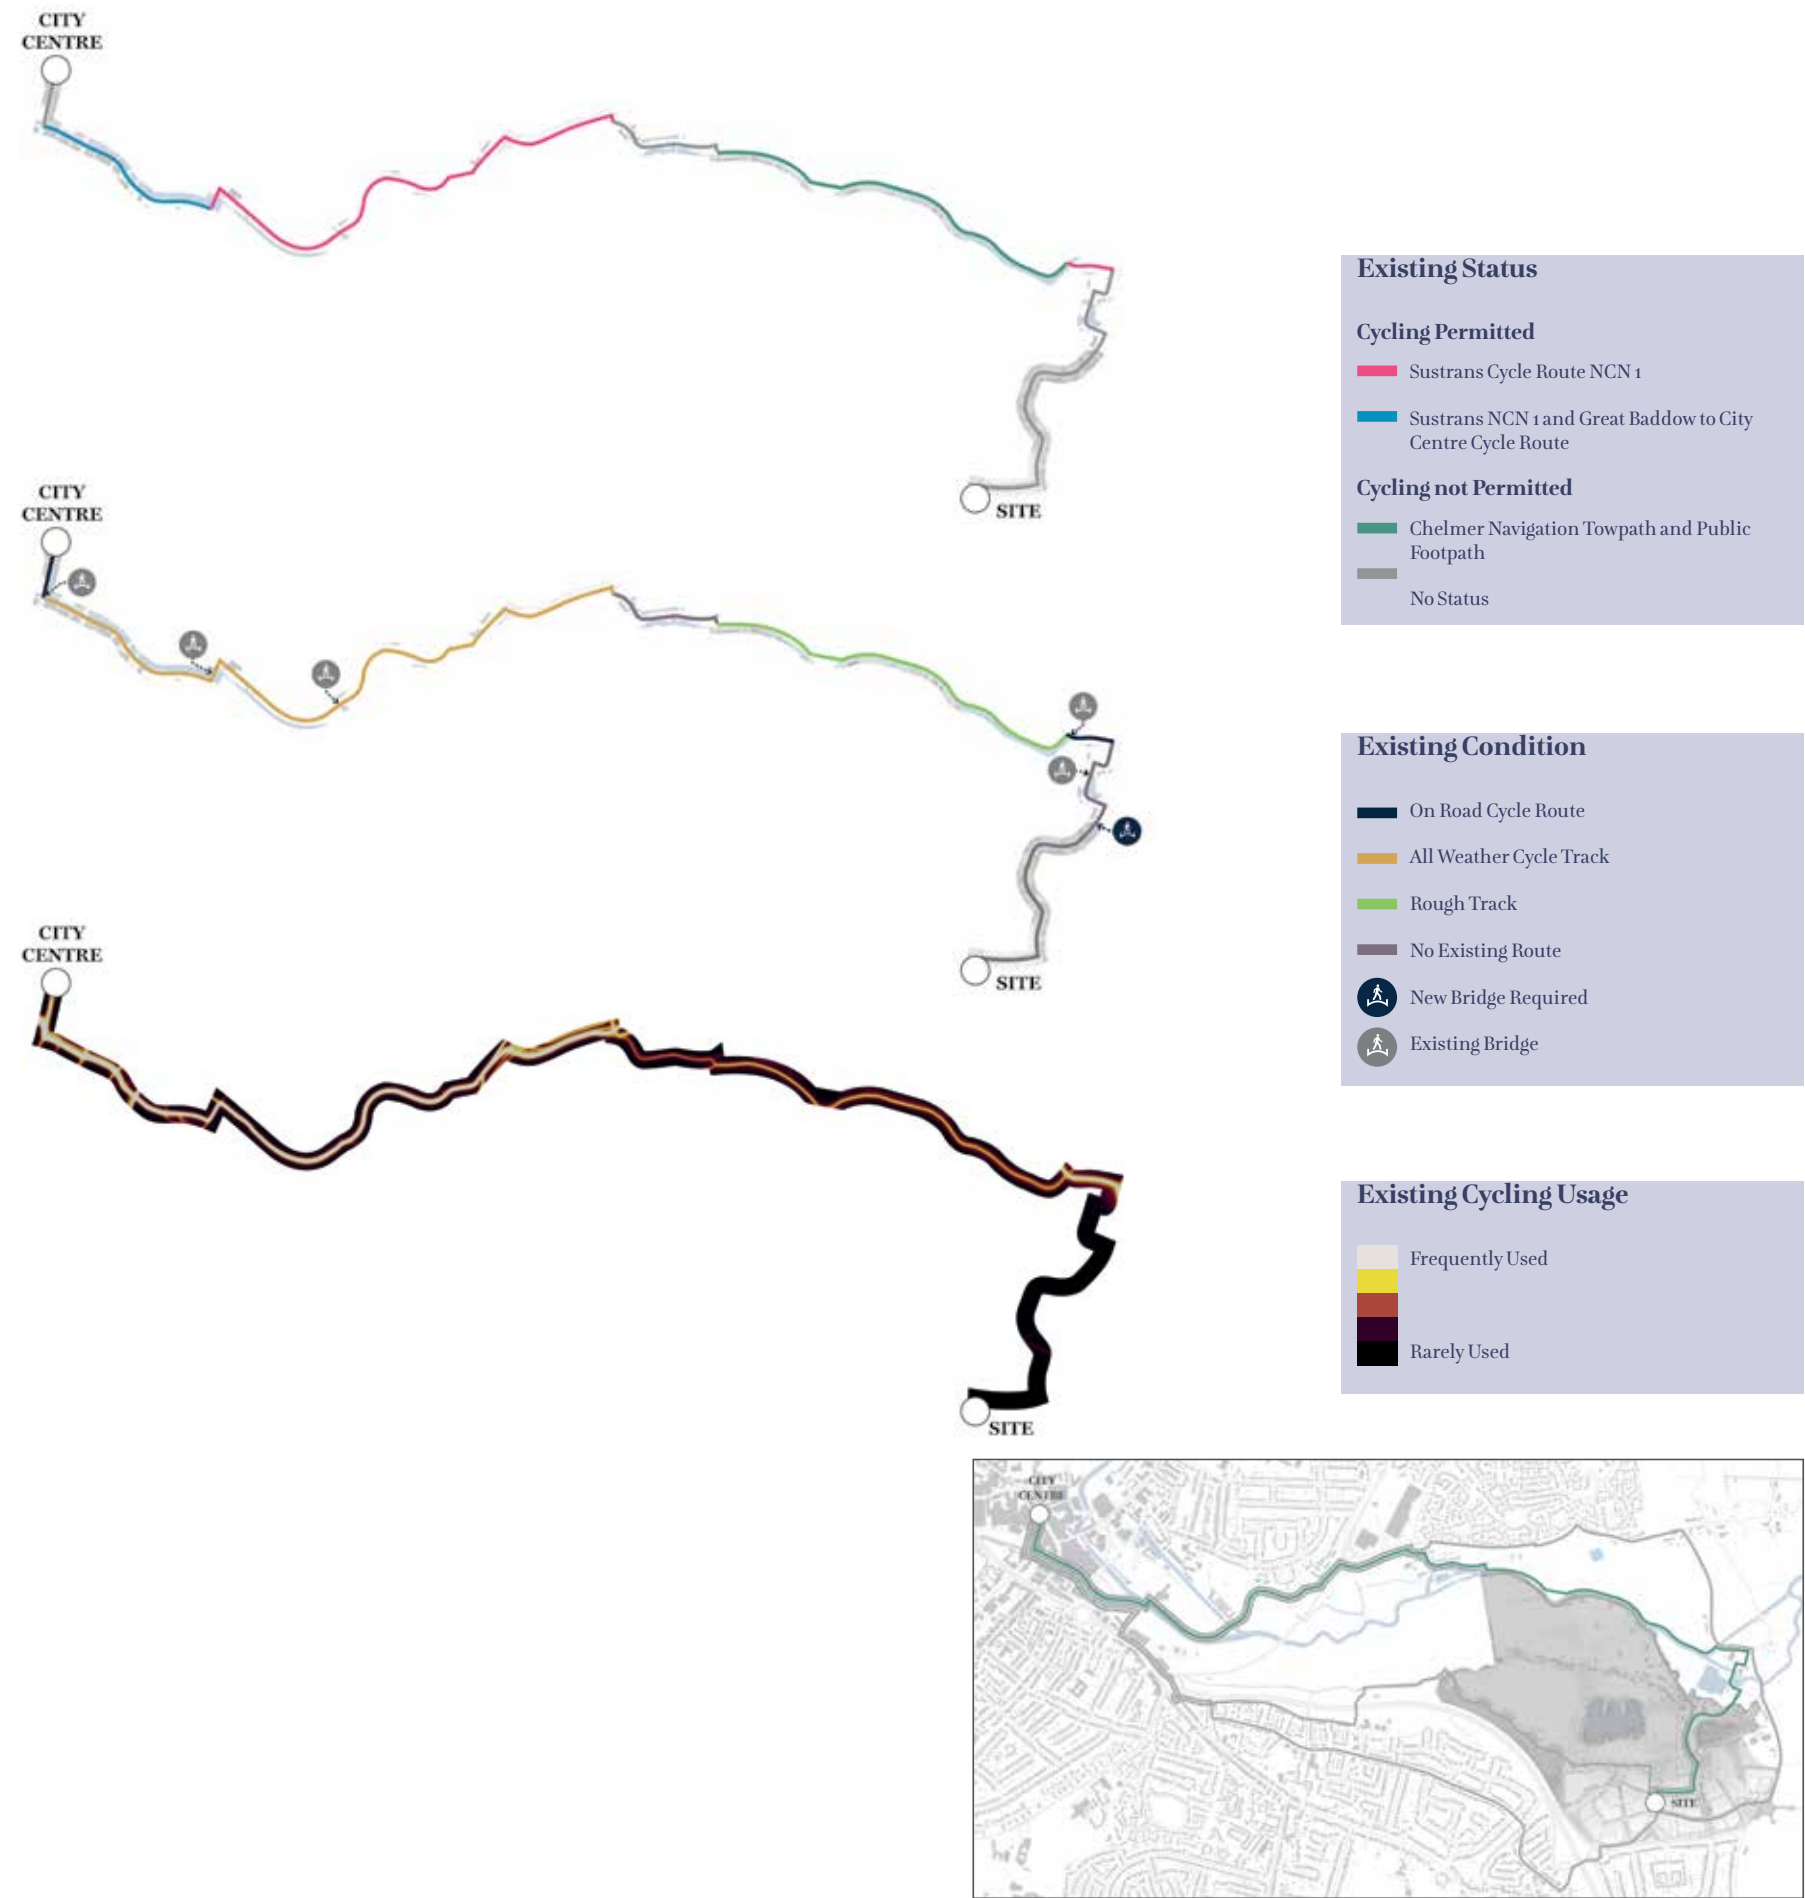 CITY
CENTRE
SITE
Existing Status
Cycling Permitted
Sustrans Cycle Route NCN 1
Sustrans NCN 1 and Great Baddow to City
Centre Cycle Route
Cycling not Permitted
Chelmer Navigation Towpath and Public
Footpath
No Status
CITY
CENTRE
SITE
Existing Condition
On Road Cycle Route
All Weather Cycle Track
Rough Track
No Existing Route
New Bridge Required
Existing Bridge
CITY
CENTRE
SITE
Existing Cycling Usage
Frequently Used
Rarely Used
CITY
CENTRE
SITE